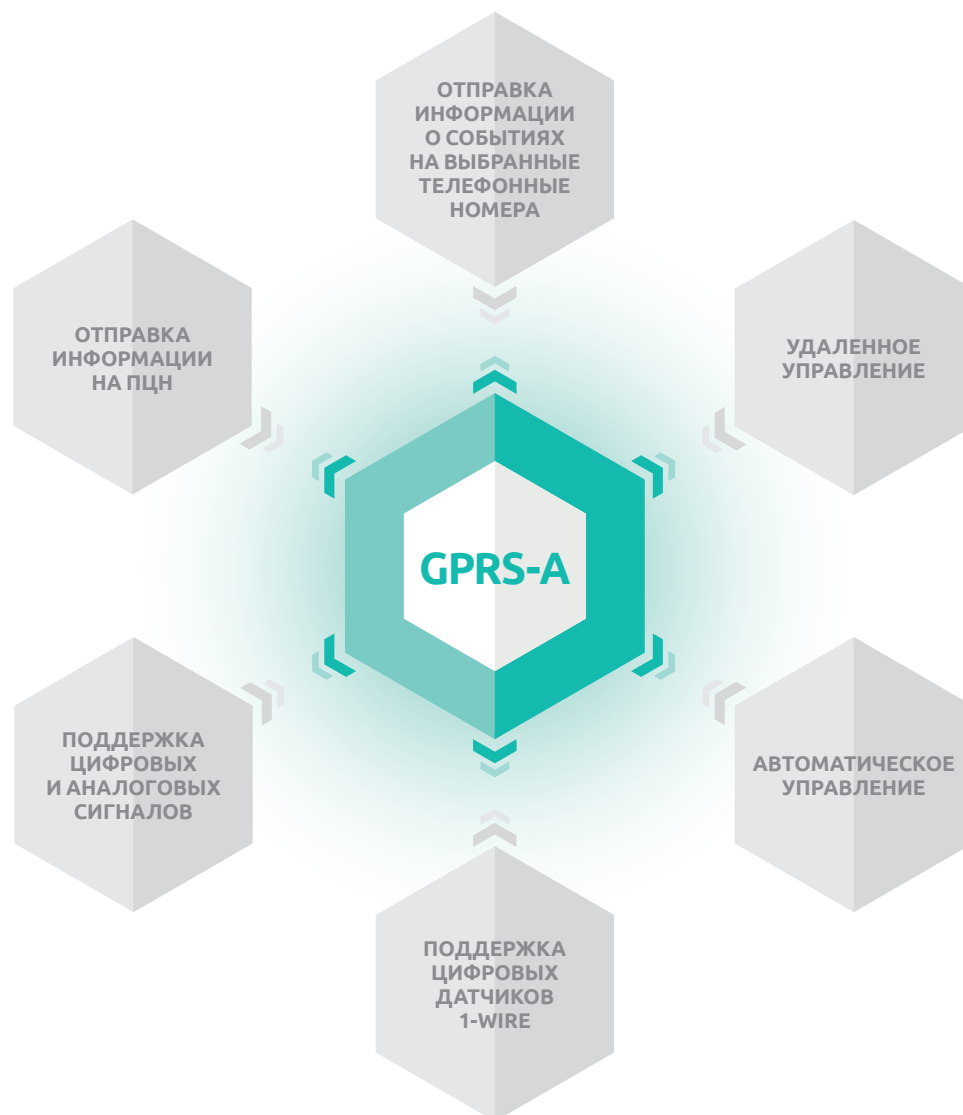 ОТПРАВКА
ИНФОРМАЦИИ
О СОБЫТИЯХ
НА ВЫБРАННЫЕ
ТЕЛЕФОННЫЕ
НОМЕРА
ОТПРАВКА
ИНФОРМАЦИИ
НА ПЦН
УДАЛЕННОЕ
УПРАВЛЕНИЕ
GPRS-A
ПОДДЕРЖКА
ЦИФРОВЫХ
И АНАЛОГОВЫХ
СИГНАЛОВ
АВТОМАТИЧЕСКОЕ
УПРАВЛЕНИЕ
ПОДДЕРЖКА
ЦИФРОВЫХ
ДАТЧИКОВ
1-WIRE